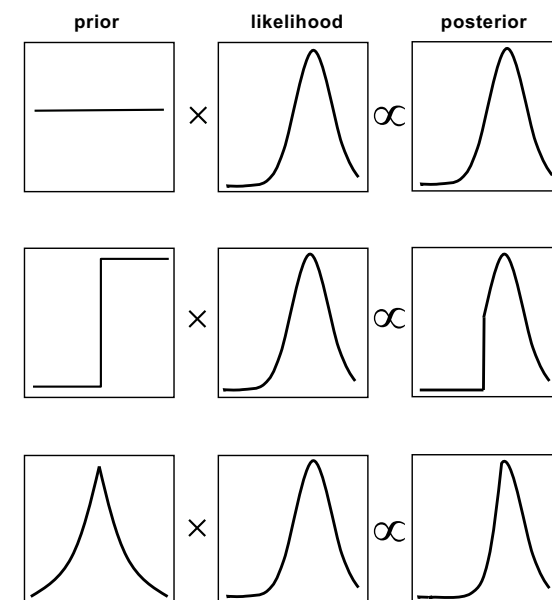 prior likelihood posterior
× ∝
× ∝
× ∝